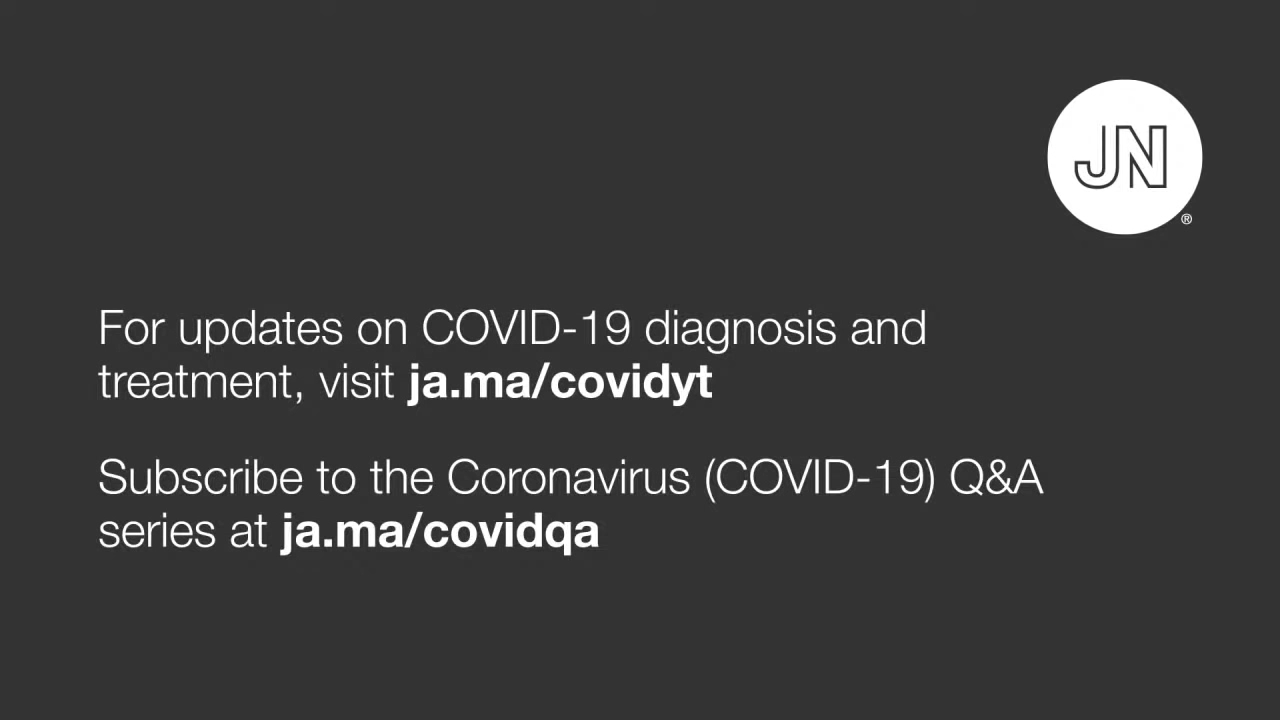 JN
®
For updates on COVID-19 diagnosis and
treatment, visit ja.ma/covidyt
Subscribe to the Coronavirus (COVID-19) Q&A
series at ja.ma/covidqa